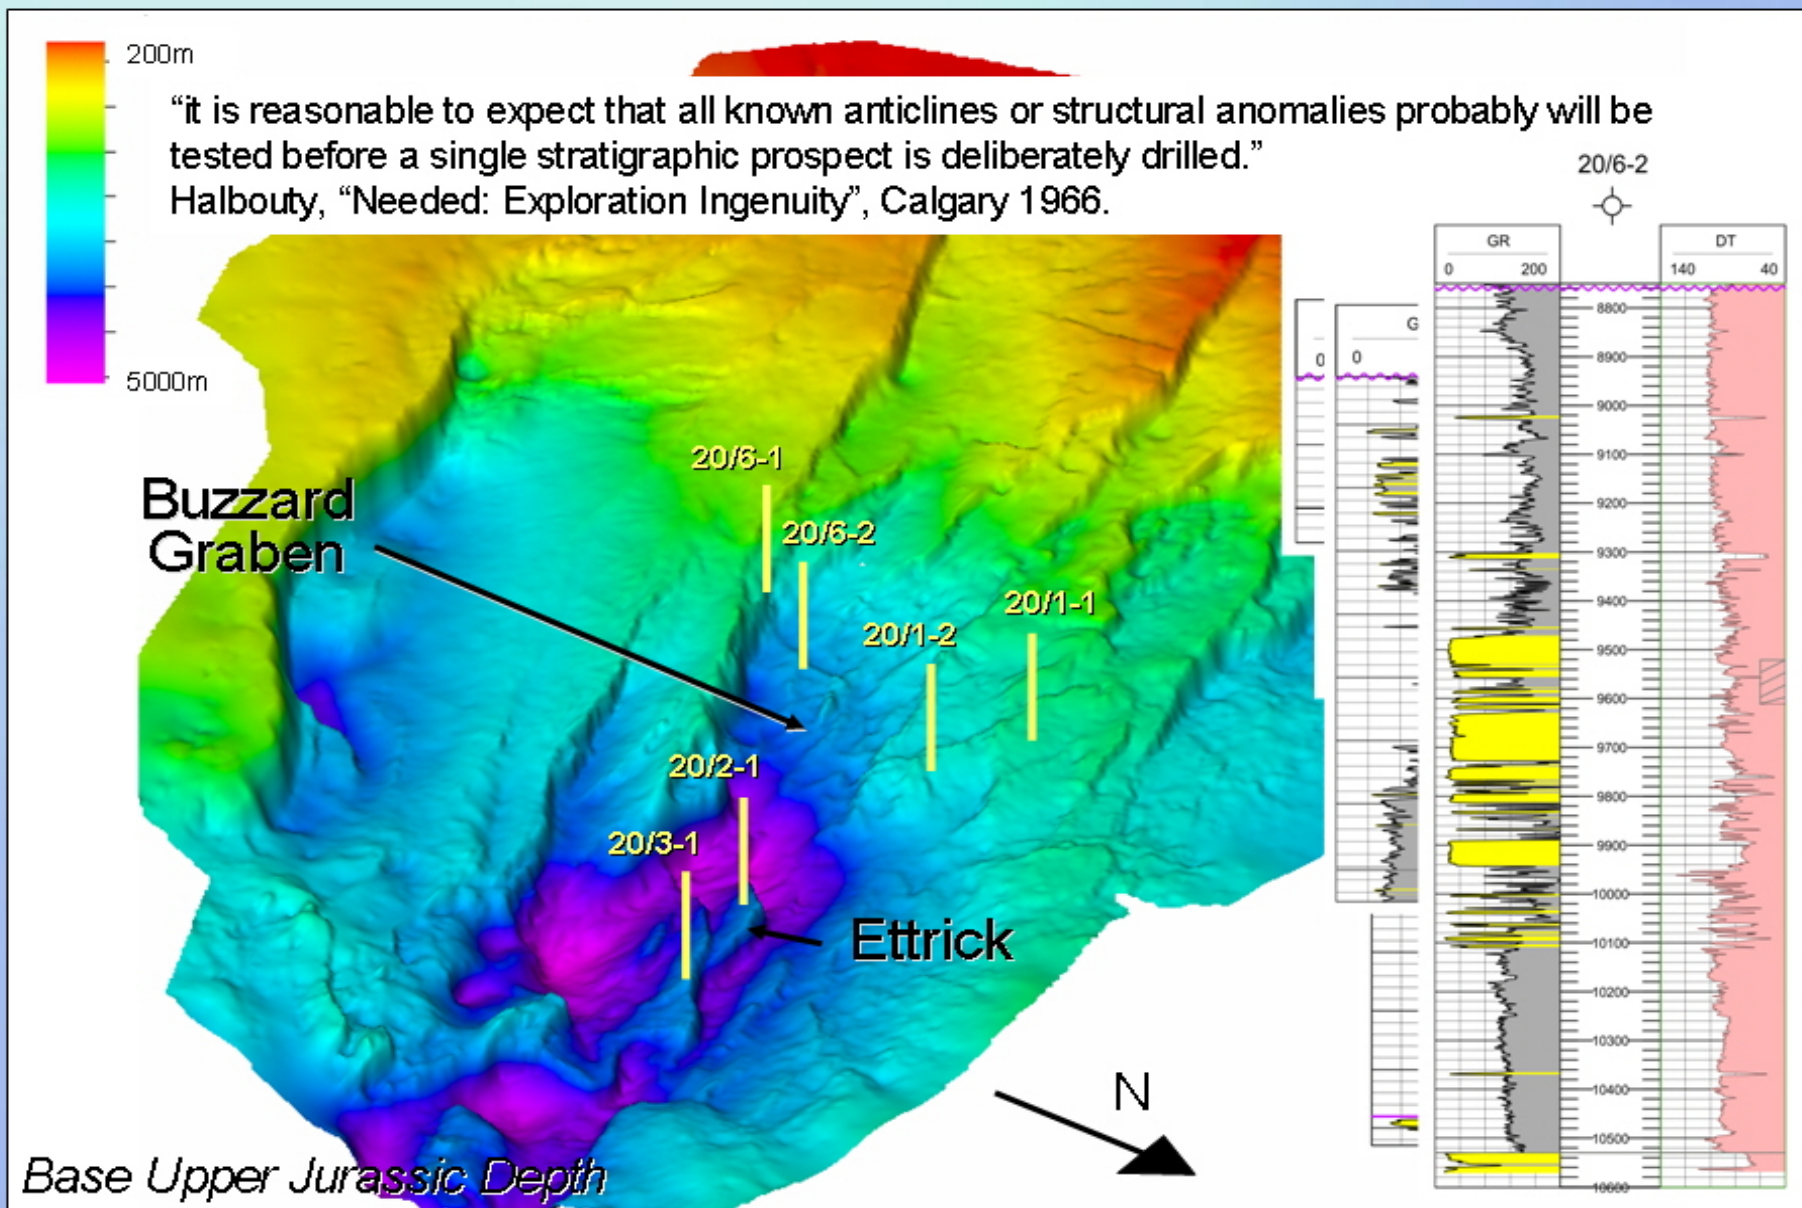 200m
“it is reasonable to expect that all known anticlines or structural anomalies probably will be
tested before a single stratigraphic prospect is deliberately drilled.”
Halbouty, “Needed: Exploration Ingenuity”, Calgary 1966.
5000m
20/6-2
GR
DT
0 200
140 40
G
0
0
20/6-1
20/6-2
Buzzard
Graben
20/1-1
20/1-2
20/2-1
20/3-1
Ettrick
N
Base Upper Jurassic Depth
8800
8900
9000
9100
9200
9300
9400
9500
9600
9700
9800
9900
10000
10100
10200
10300
10400
10500
10600